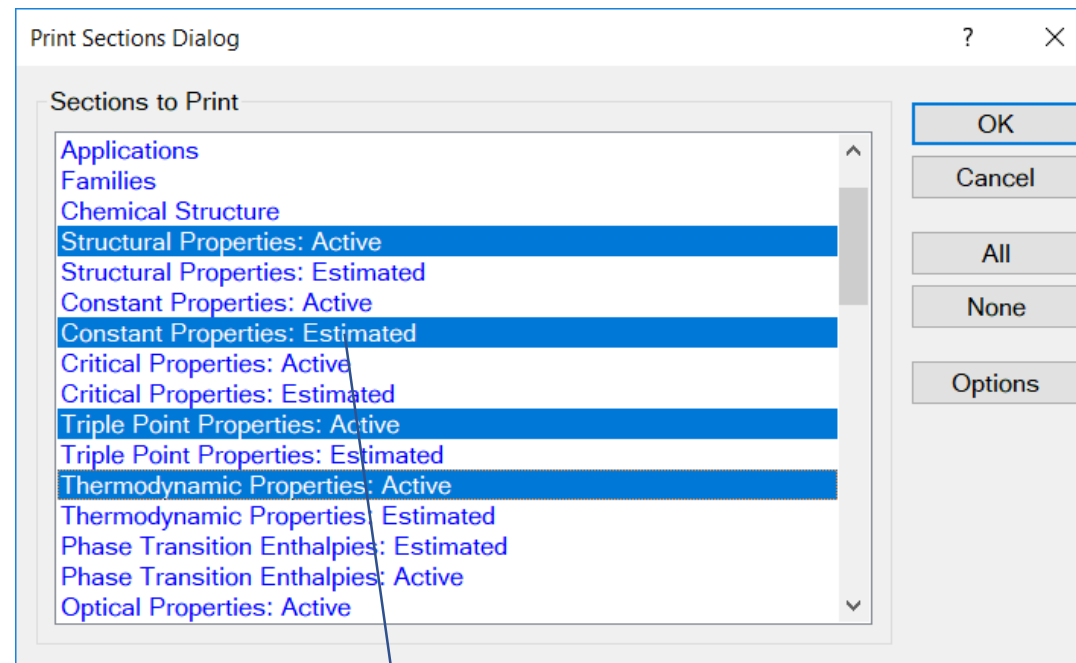 Print Sections Dialog
?
Sections to Print
Applications
Families
Chemical Structure
Structural Properties: Active
Structural Properties: Estimated
Constant Properties: Active
Constant Properties: Estimated
Critical Properties: Active
Critical Properties: Estimated
Triple Point Properties: Active
Triple Point Properties: Estimated
Thermodynamic Properties: Active
Thermodynamic Properties: Estimated
Phase Transition Enthalpies: Estimated
Phase Transition Enthalpies: Active
Optical Properties: Active
OK
Cancel
All
None
Options